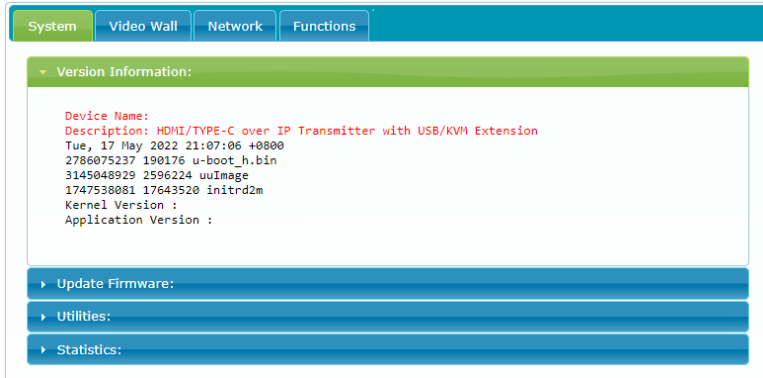 System Video Wall Network Functions
Version Information:
Device Name:
Description: HDMI/TYPE-C over IP Transmitter with USB/KVM Extension
Tue, 17 May 2022 21:07:06 +0800
2786075237 190176 u-boot_h.bin
3145048929 2596224 uuImage
1747538081 17643520 initrd2m
Kernel Version :
Application Version :
Update Firmware:
Utilities:
Statistics: